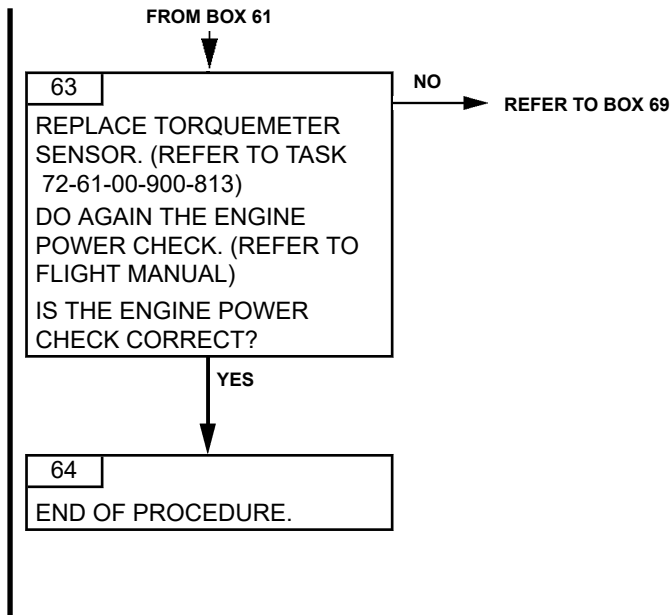 FROM BOX 61
63
NO
REFER TO BOX 69
REPLACE TORQUEMETER
SENSOR. (REFER TO TASK
72-61-00-900-813)
DO AGAIN THE ENGINE
POWER CHECK. (REFER TO
FLIGHT MANUAL)
IS THE ENGINE POWER
CHECK CORRECT?
YES
64
END OF PROCEDURE.